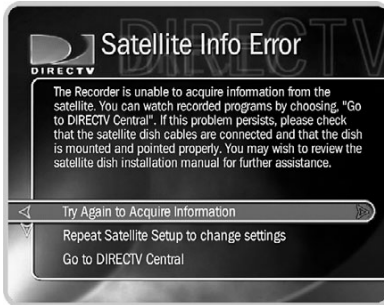 DIRECTV
Satellite Info Error
DIRECTV
The Recorder is unable to acquire information from the
satellite. You can watch recorded programs by choosing, "Go
to DIRECTV Central". If this problem persists, please check
that the satellite dish cables are connected and that the dish
is mounted and pointed properly. You may wish to review the
satellite dish installation manual for further assistance.
Try Again to Acquire Information
Repeat Satellite Setup to change settings
Go to DIRECTV Central